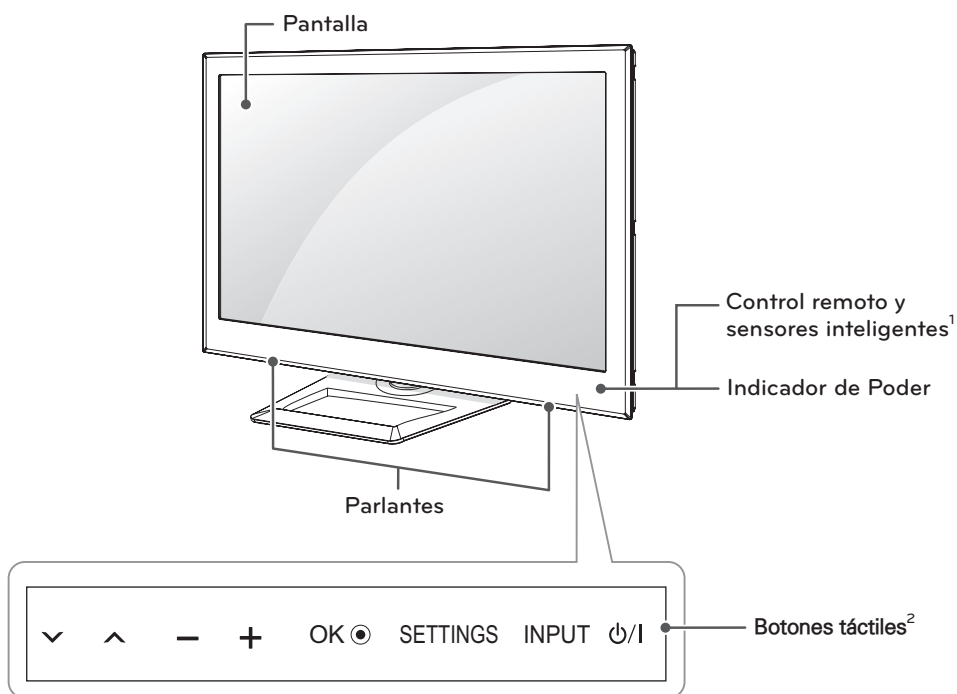 Pantalla
Control remoto y
sensores inteligentes¹
Indicador de Poder
Parlantes
OK SETTINGS INPUT ⏻/I
Botones táctiles²